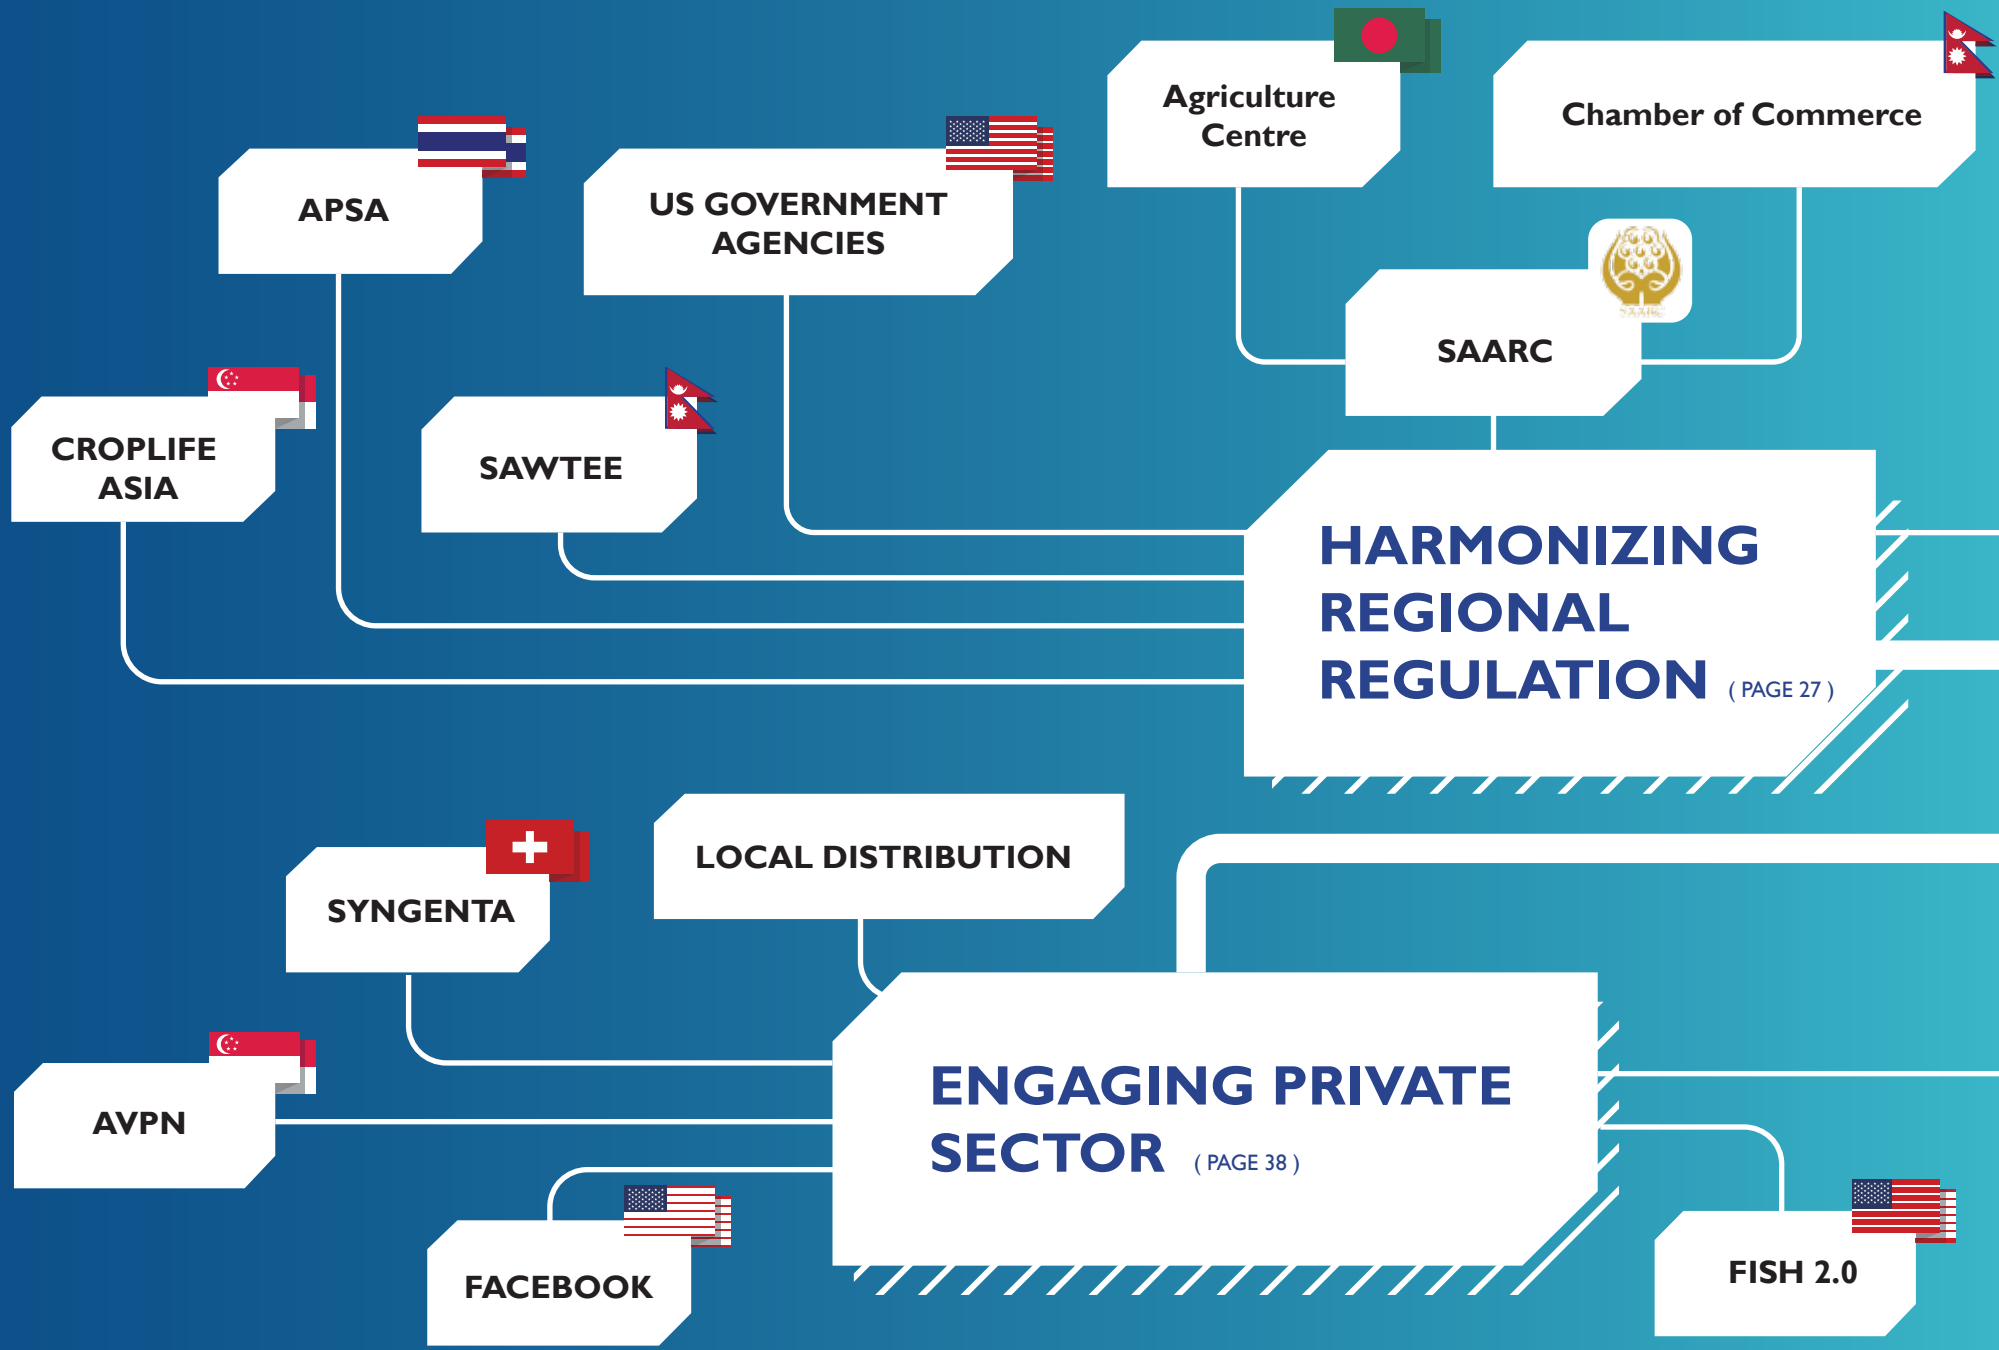 Agriculture
Centre
Chamber of Commerce
APSA
US GOVERNMENT
AGENCIES
SAARC
SAARC
CROPLIFE
ASIA
SAWTEE
HARMONIZING
REGIONAL
REGULATION ( PAGE 27 )
LOCAL DISTRIBUTION
SYNGENTA
ENGAGING PRIVATE
SECTOR ( PAGE 38 )
AVPN
FACEBOOK
FISH 2.0